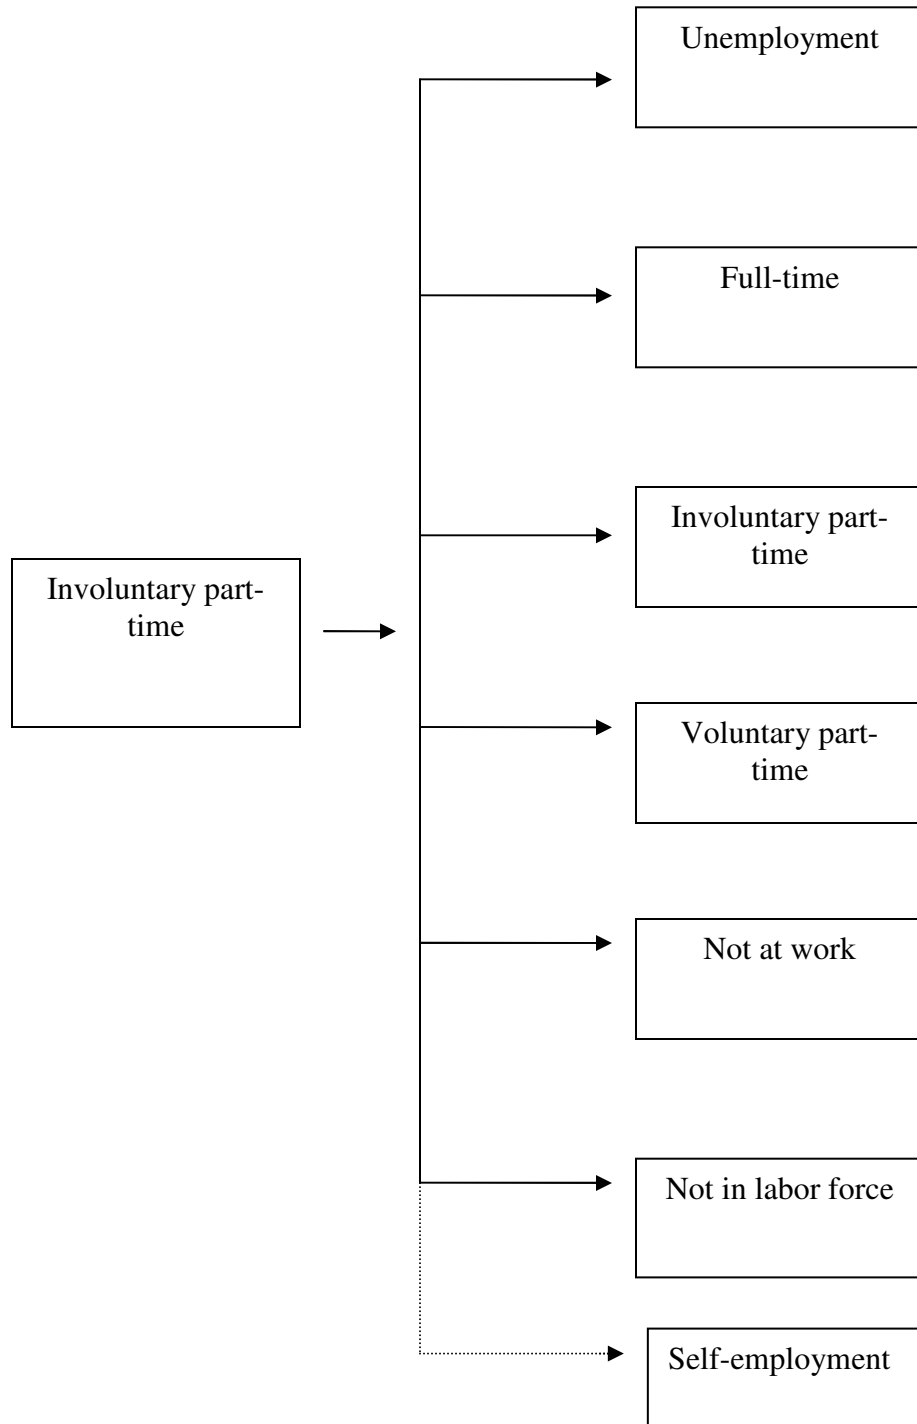 Unemployment
Full-time
Involuntary part-
time
Involuntary part-
time
Voluntary part-
time
Not at work
Not in labor force
Self-employment